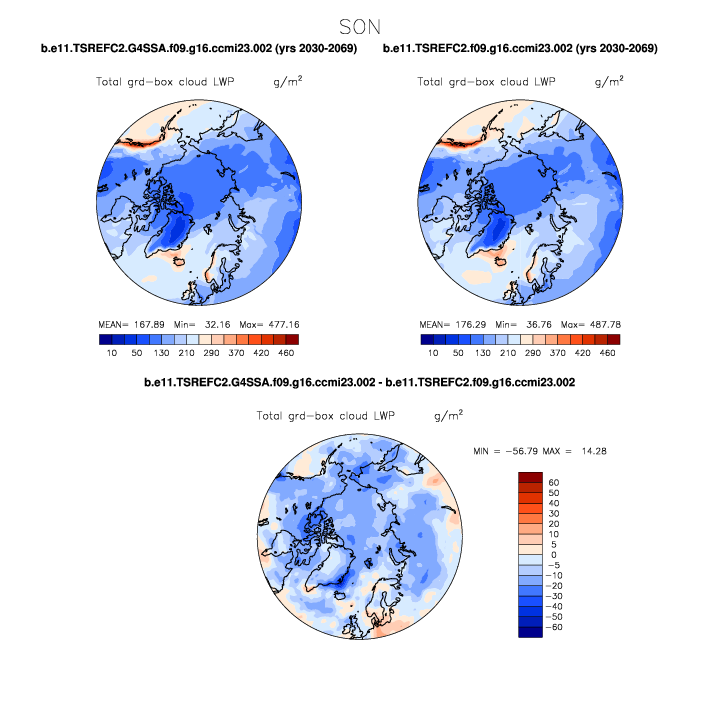 SON
b.e11.TSREFC2.G4SSA.f09.g16.ccmi23.002 (yrs 2030-2069) b.e11.TSREFC2.f09.g16.ccmi23.002 (yrs 2030-2069)
Total grd-box cloud LWP g/m² Total grd-box cloud LWP g/m²
MEAN= 167.89 Min= 32.16 Max= 477.16 MEAN= 176.29 Min= 36.76 Max= 487.78
10 50 130 210 290 370 420 460 10 50 130 210 290 370 420 460
b.e11.TSREFC2.G4SSA.f09.g16.ccmi23.002 - b.e11.TSREFC2.f09.g16.ccmi23.002
Total grd-box cloud LWP g/m²
MIN = -56.79 MAX = 14.28
60
50
40
30
20
10
5
0
-5
-10
-20
-30
-40
-50
-60